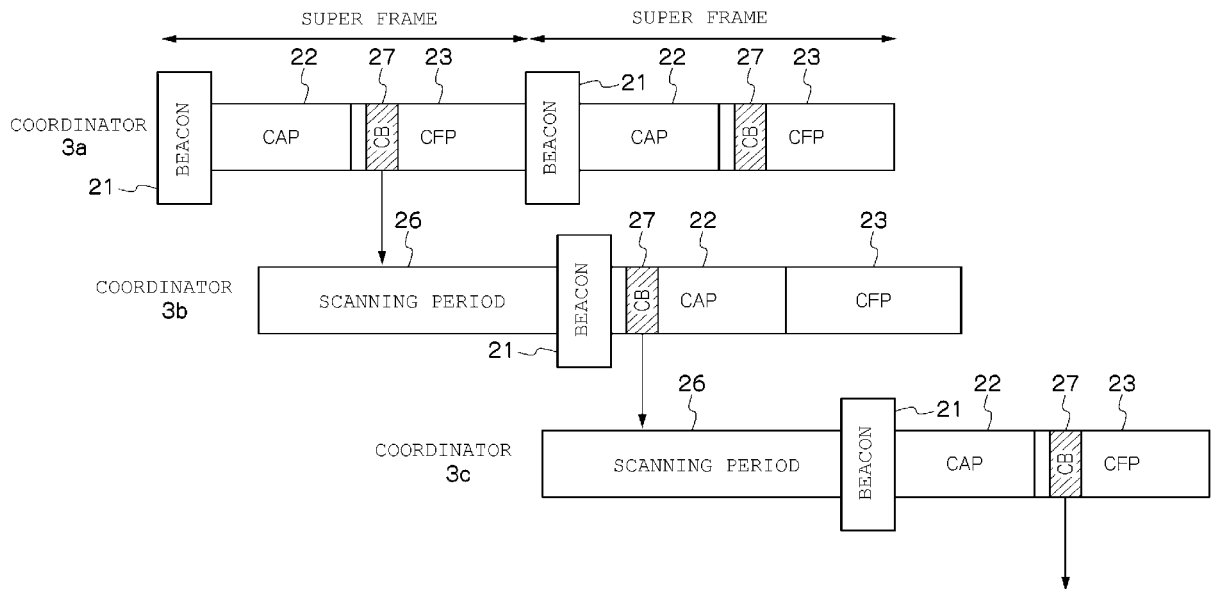 SUPER FRAME SUPER FRAME
22 27 23 21 22 27 23
COORDINATOR
3a
BEACON CAP CB CFP BEACON CAP CB CFP
21
26 27 22 23
COORDINATOR
3b
SCANNING PERIOD BEACON CB CAP CFP
21
26 21 22 27 23
COORDINATOR
3c
SCANNING PERIOD BEACON CAP CB CFP